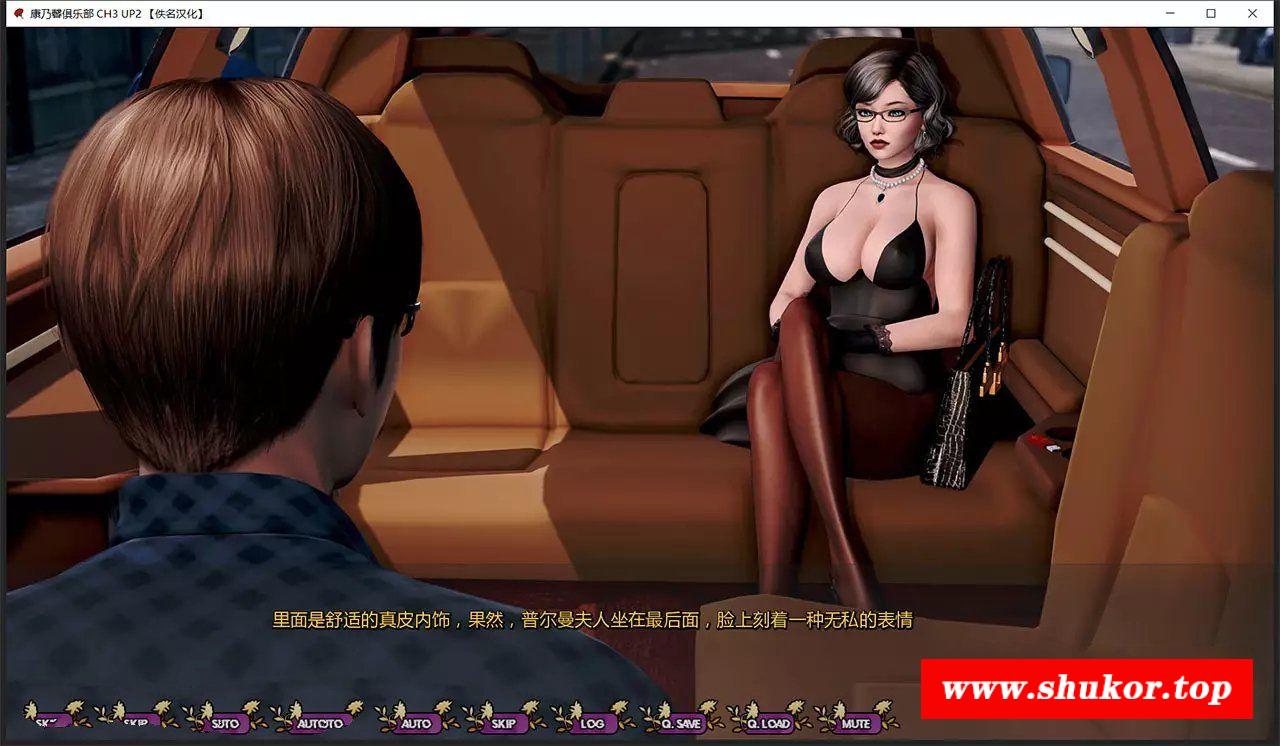 康乃馨俱乐部 CH3 UP2 【佚名汉化】
里面是舒适的真皮内饰，果然，普尔曼夫人坐在最后面，脸上刻着一种无私的表情
www.shukor.top
SKIP AUTO SKIP LOG Q. SAVE Q. LOAD MUTE